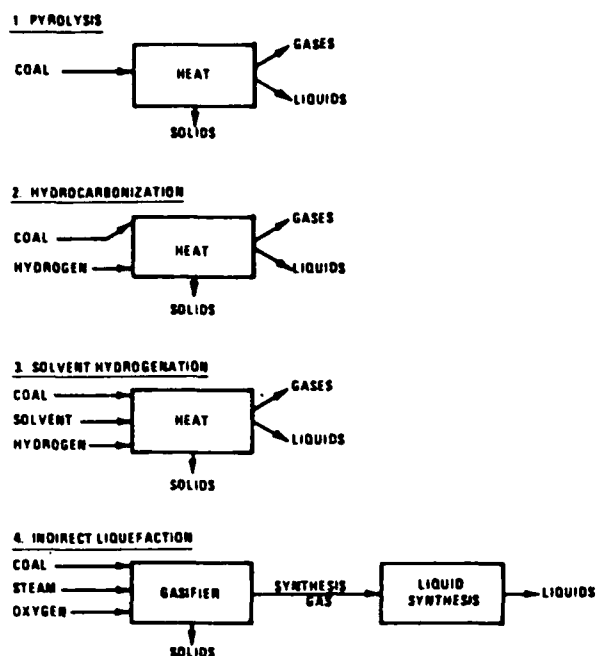 1. PYROLYSIS
GASES
COAL
HEAT
LIQUIDS
SOLIDS
2. HYDROCARBONIZATION
GASES
COAL
HEAT
HYDROGEN
LIQUIDS
SOLIDS
3. SOLVENT HYDROGENATION
GASES
COAL
SOLVENT
HEAT
HYDROGEN
LIQUIDS
SOLIDS
4. INDIRECT LIQUEFACTION
COAL
STEAM
GASIFIER
SYNTHESIS
GAS
LIQUID
SYNTHESIS
LIQUIDS
OXYGEN
SOLIDS